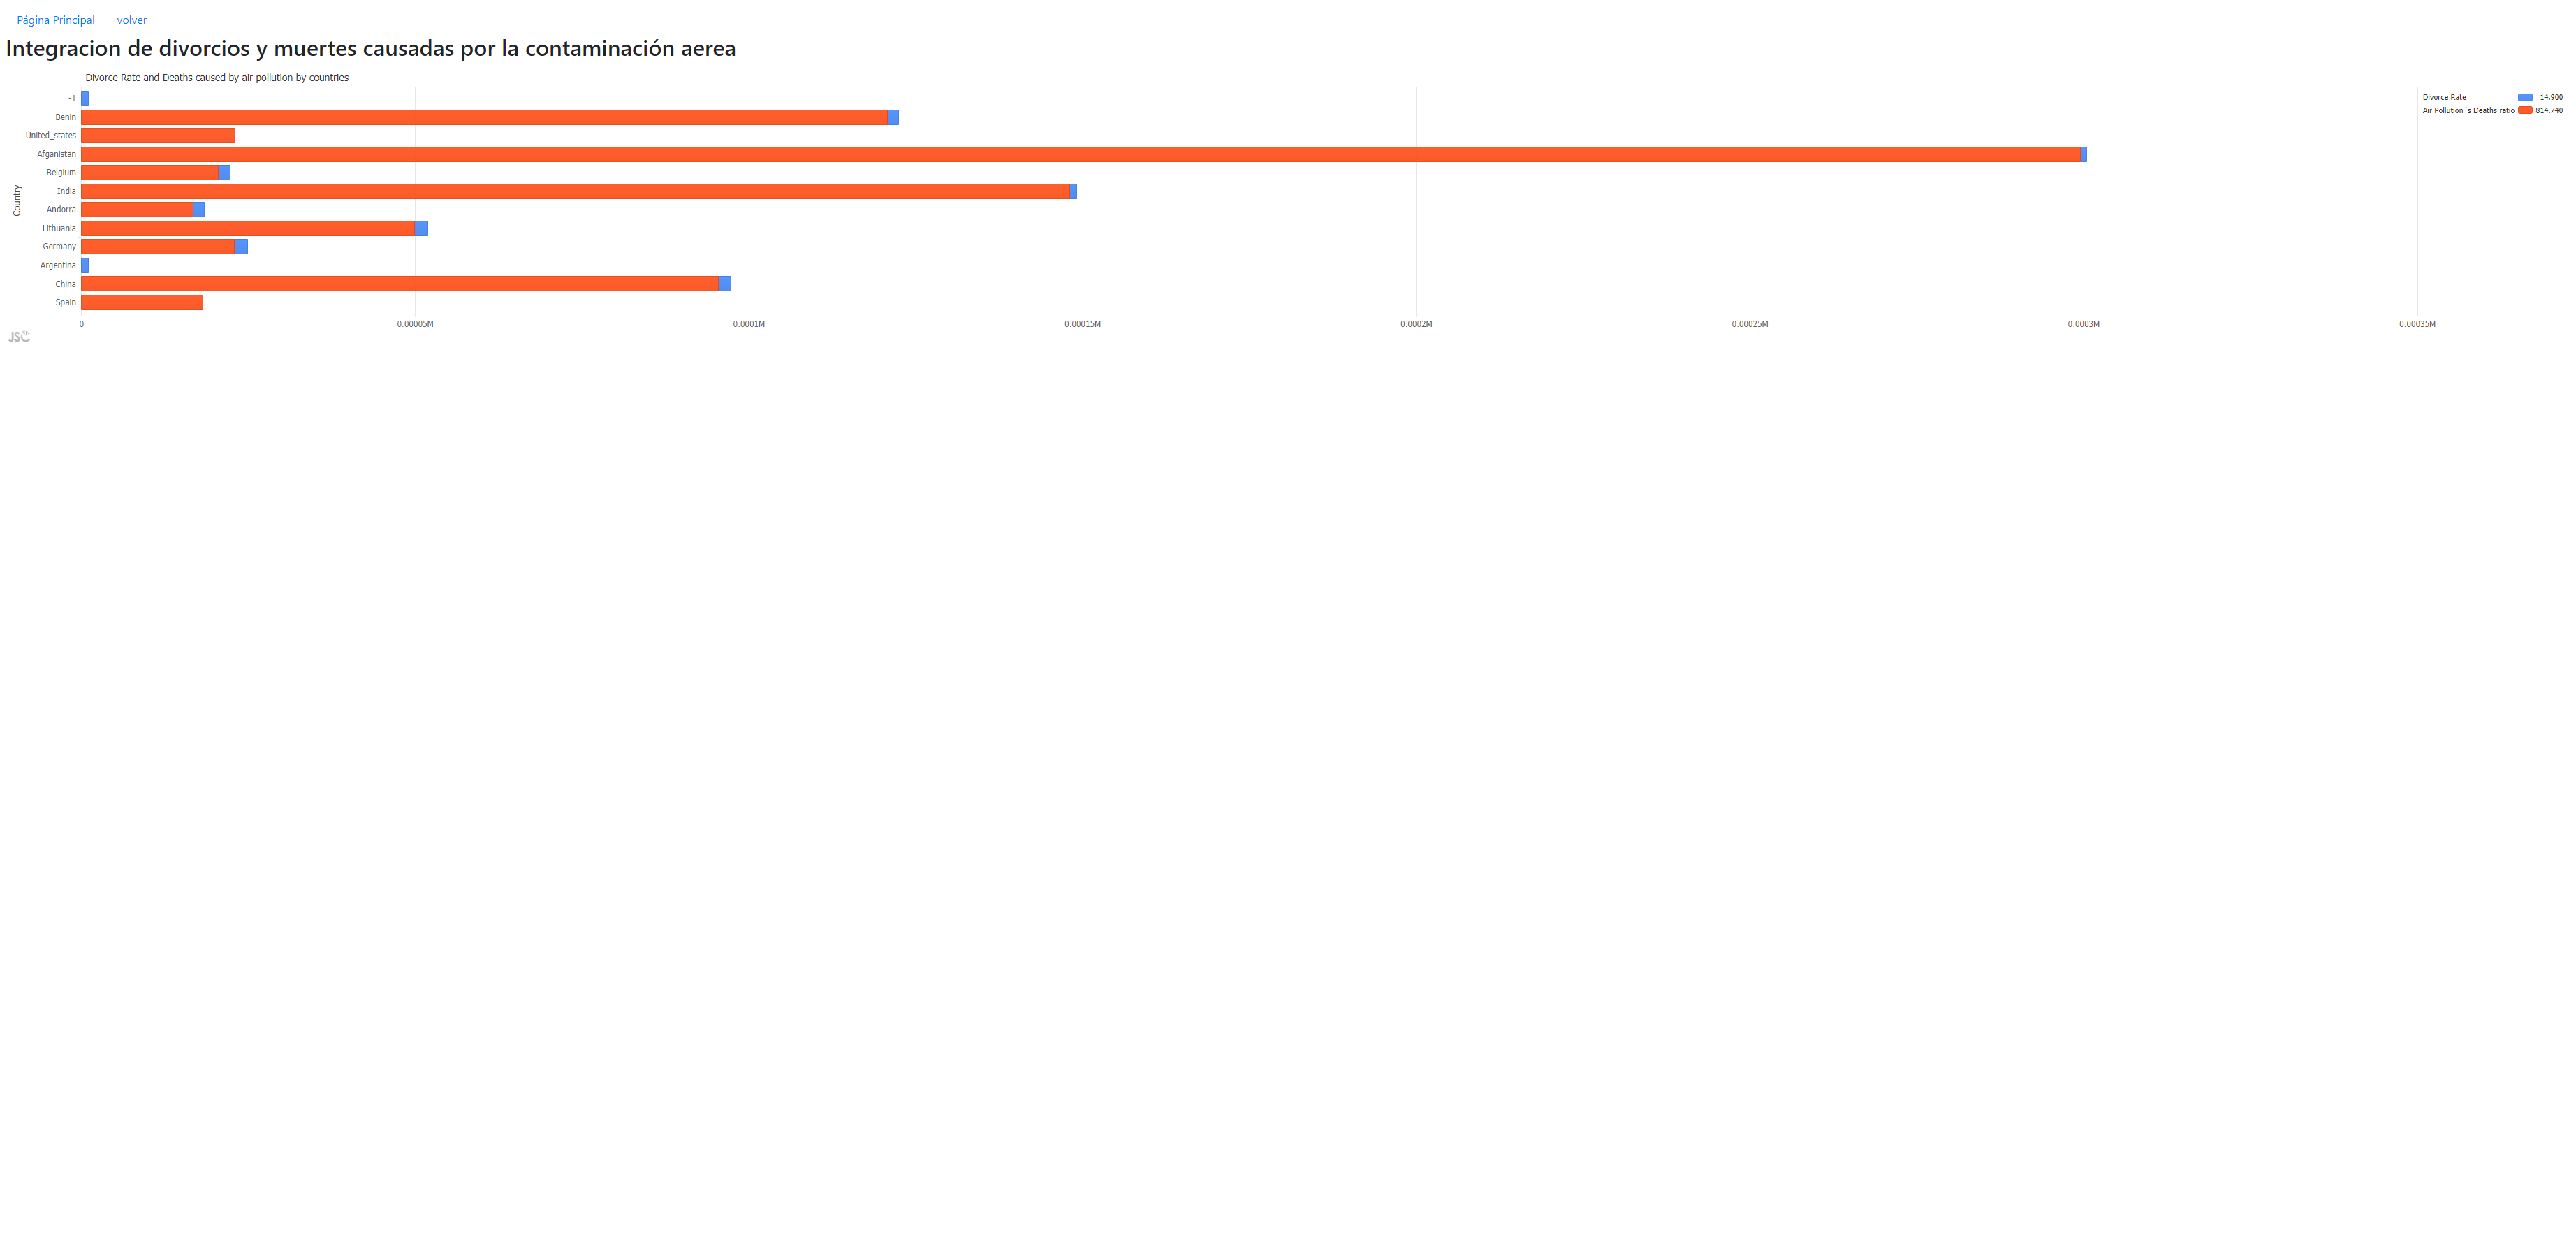 Página Principal volver
Integracion de divorcios y muertes causadas por la contaminación aerea
Divorce Rate and Deaths caused by air pollution by countries
Divorce Rate 14.900
Air Pollution´s Deaths ratio 814.740
Country
-1
Benin
United_states
Afganistan
Belgium
India
Andorra
Lithuania
Germany
Argentina
China
Spain
0 0.00005M 0.0001M 0.00015M 0.0002M 0.00025M 0.0003M 0.00035M
JSC